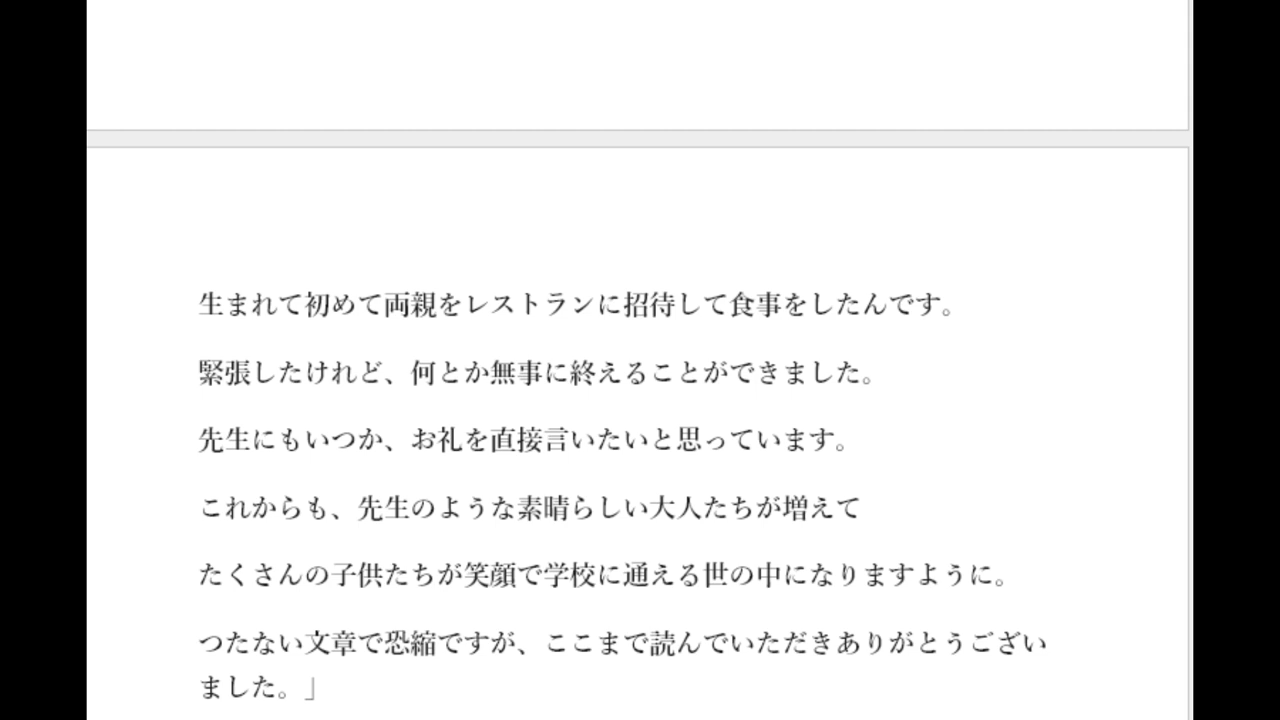 生まれて初めて両親をレストランに招待して食事をしたんです。
緊張したけれど、何とか無事に終えることができました。
先生にもいつか、お礼を直接言いたいと思っています。
これからも、先生のような素晴らしい大人たちが増えて
たくさんの子供たちが笑顔で学校に通える世の中になりますように。
つたない文章で恐縮ですが、ここまで読んでいただきありがとうござい
ました。」